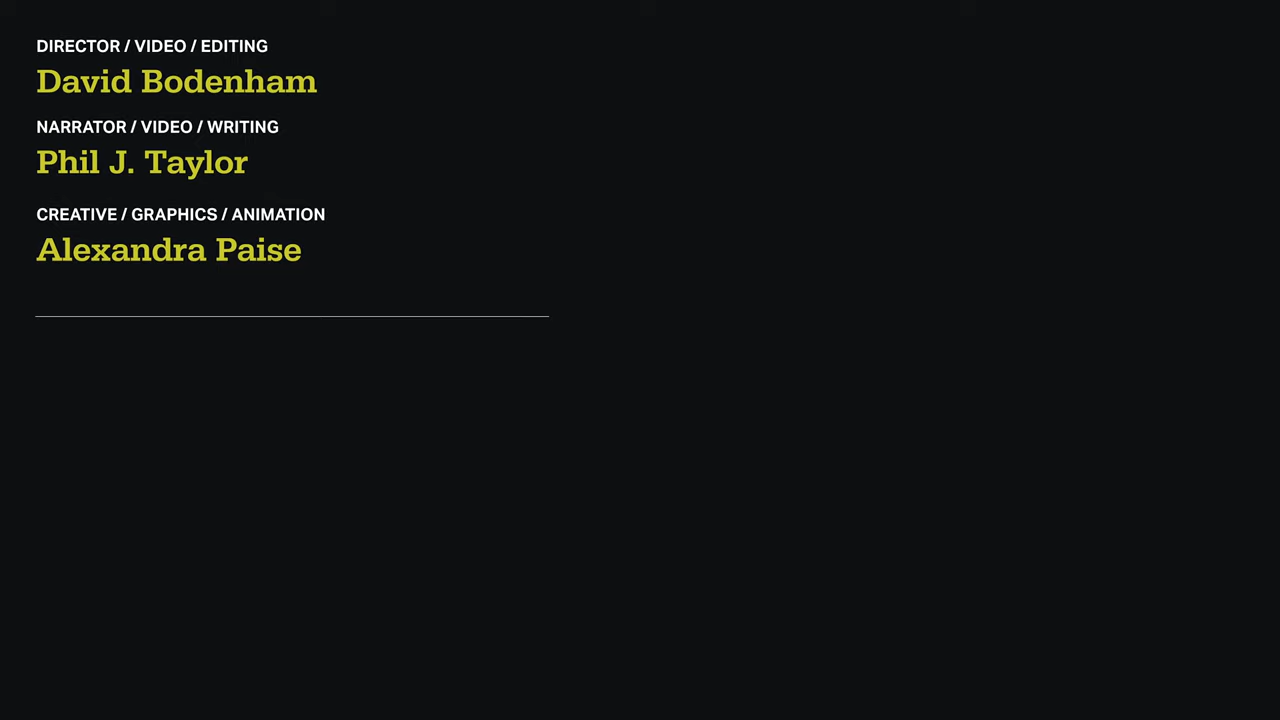 DIRECTOR / VIDEO / EDITING
David Bodenham
NARRATOR / VIDEO / WRITING
Phil J. Taylor
CREATIVE / GRAPHICS / ANIMATION
Alexandra Paise